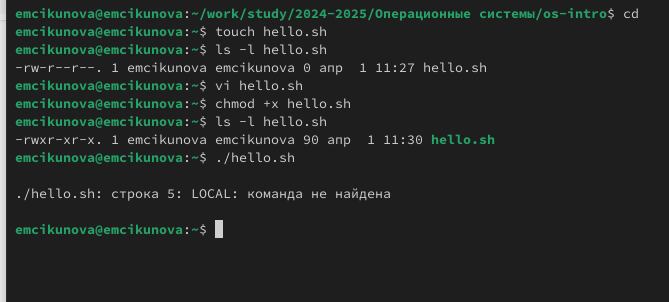 emcikunova@emcikunova:~/work/study/2024-2025/Операционные системы/os-intro$ cd
emcikunova@emcikunova:~$ touch hello.sh
emcikunova@emcikunova:~$ ls -l hello.sh
-rw-r--r--. 1 emcikunova emcikunova 0 апр  1 11:27 hello.sh
emcikunova@emcikunova:~$ vi hello.sh
emcikunova@emcikunova:~$ chmod +x hello.sh
emcikunova@emcikunova:~$ ls -l hello.sh
-rwxr-xr-x. 1 emcikunova emcikunova 90 апр  1 11:30 hello.sh
emcikunova@emcikunova:~$ ./hello.sh
./hello.sh: строка 5: LOCAL: команда не найдена
emcikunova@emcikunova:~$